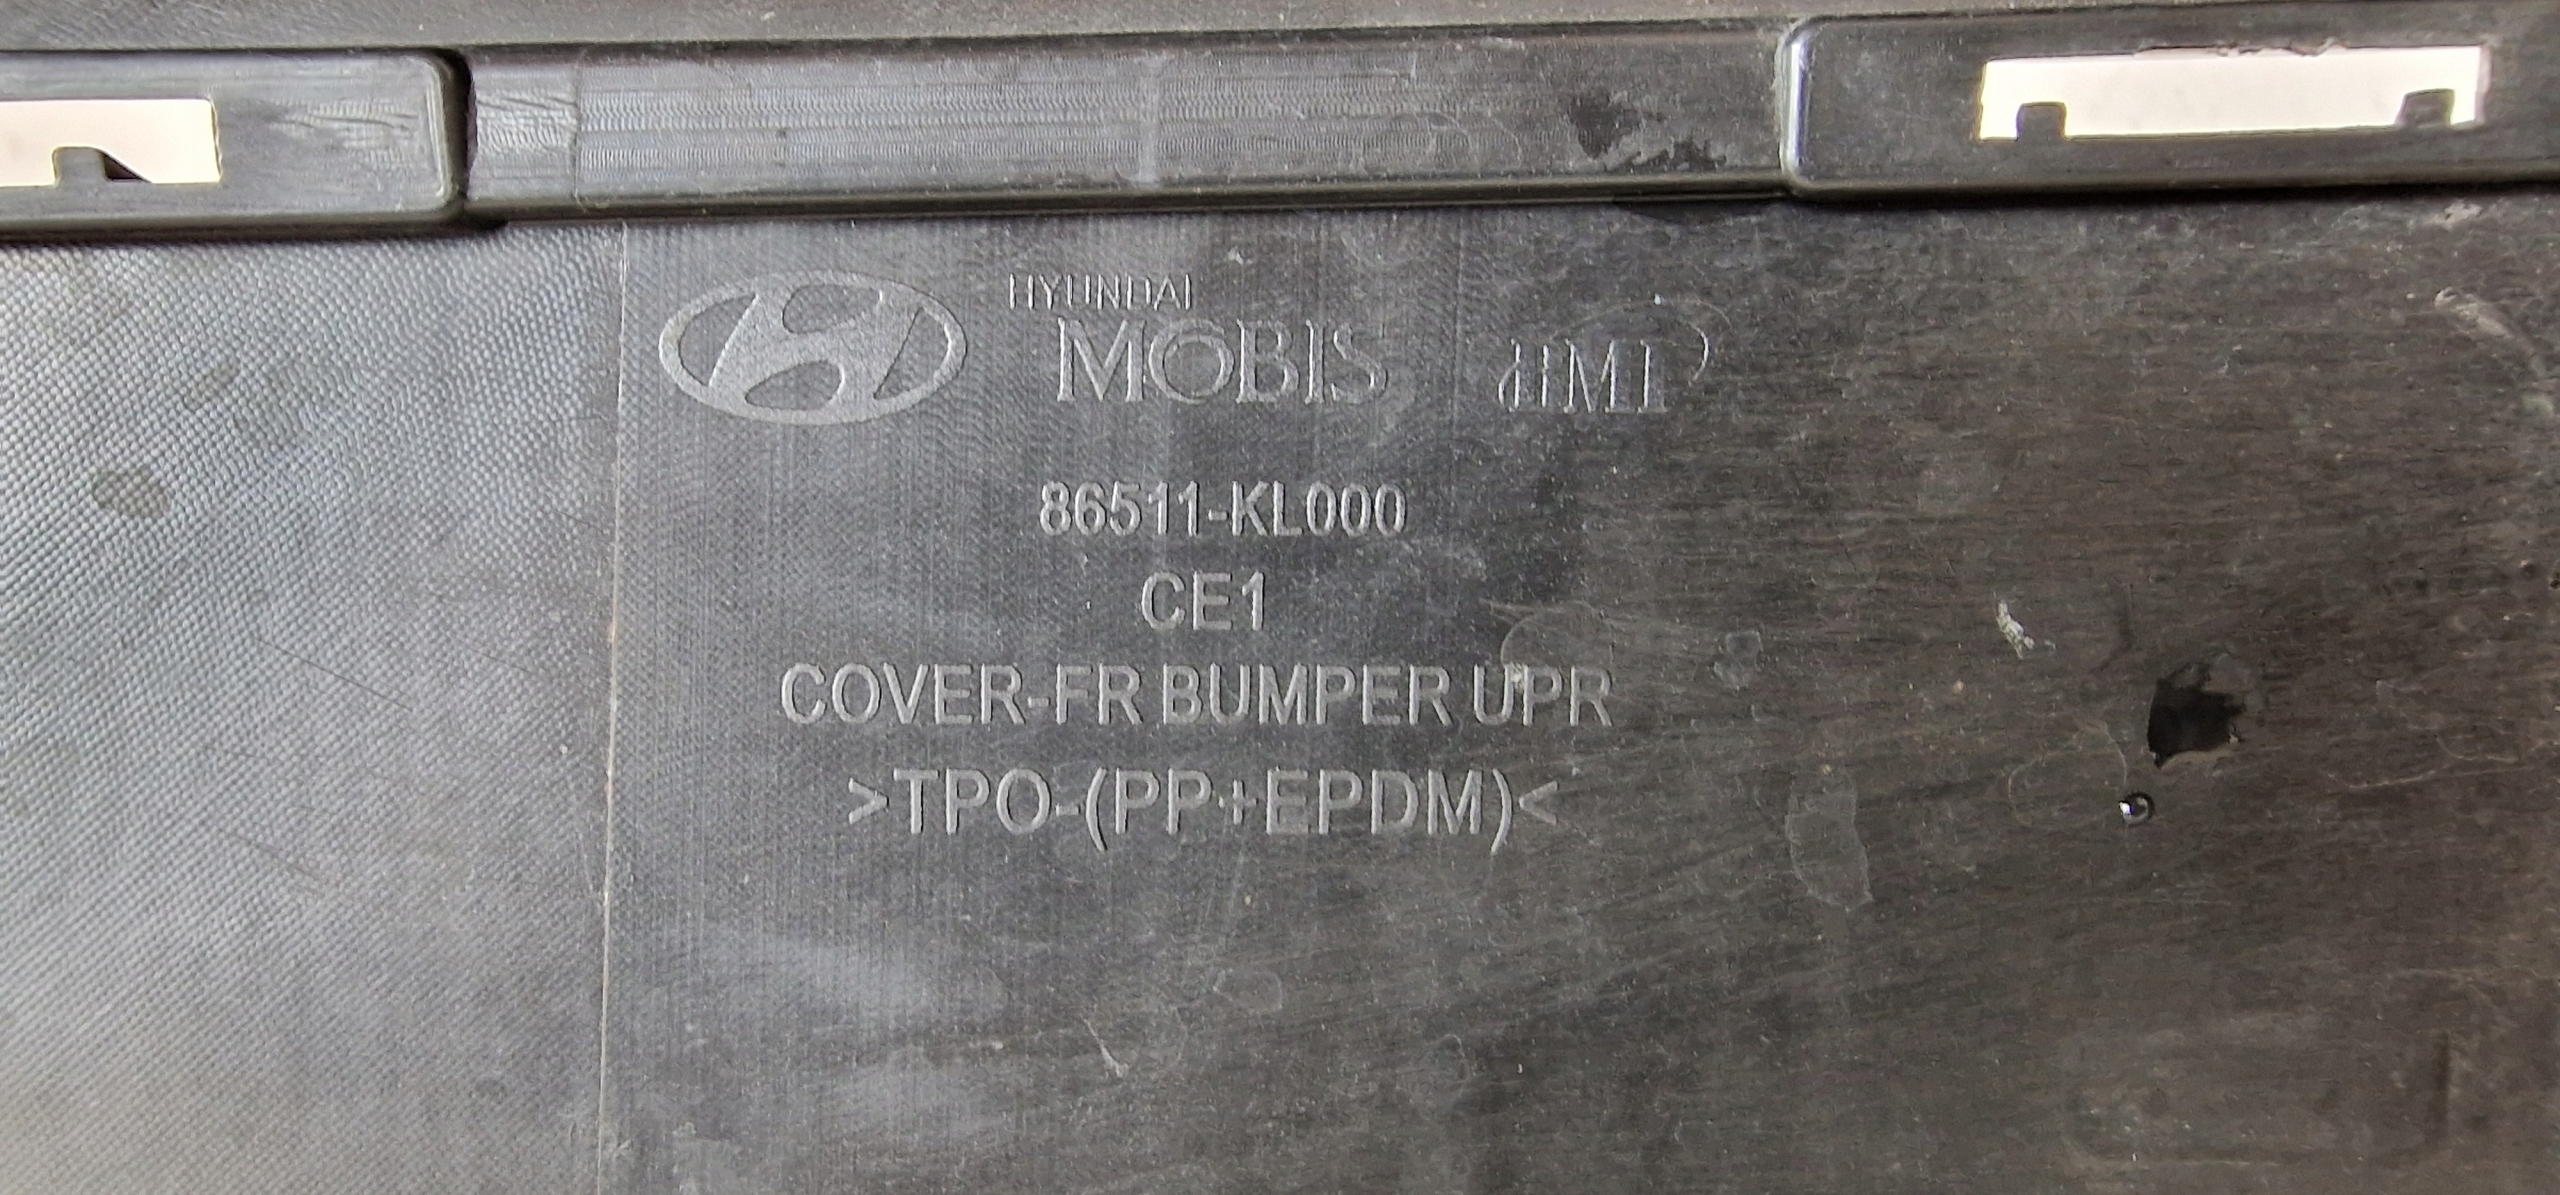 HYUNDAI
MOBIS
86511-KL000
CE1
COVER-FR BUMPER UPR
>TPO-(PP+EPDM)<